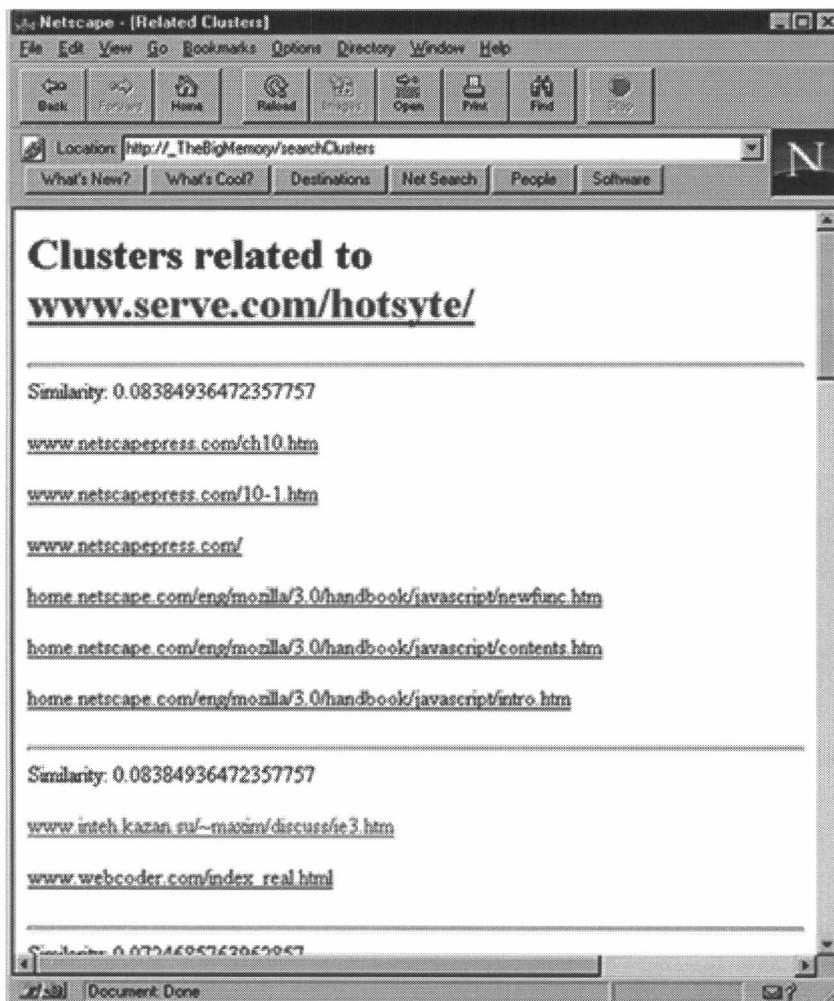 Netscape - [Related Clusters]
File Edit View Go Bookmarks Options Directory Window Help
Back Forward Home Reload Images Open Print Find Stop
Location: http://_TheBigMemory/searchClusters
N
What's New? What's Cool? Destinations Net Search People Software
Clusters related to
www.serve.com/hotsyte/
Similarity: 0.08384936472357757
www.netscapepress.com/ch10.htm
www.netscapepress.com/10-1.htm
www.netscapepress.com/
home.netscape.com/eng/mozilla/3.0/handbook/javascript/newfunc.htm
home.netscape.com/eng/mozilla/3.0/handbook/javascript/contents.htm
home.netscape.com/eng/mozilla/3.0/handbook/javascript/intro.htm
Similarity: 0.08384936472357757
www.inteh.kazan.su/~maxim/discuss/ie3.htm
www.webcoder.com/index_real.html
Similarity: 0.0724685763962857
Document: Done